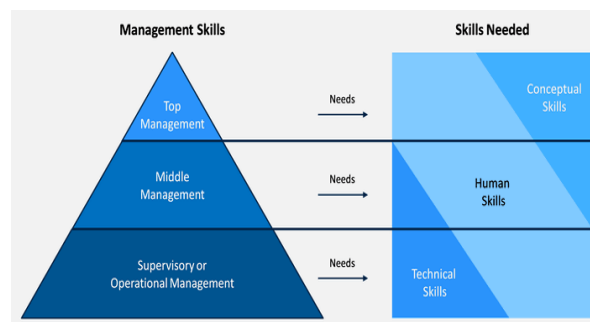 Management Skills
Skills Needed
Top
Management
Needs
Conceptual
Skills
Middle
Management
Needs
Human
Skills
Supervisory or
Operational Management
Needs
Technical
Skills